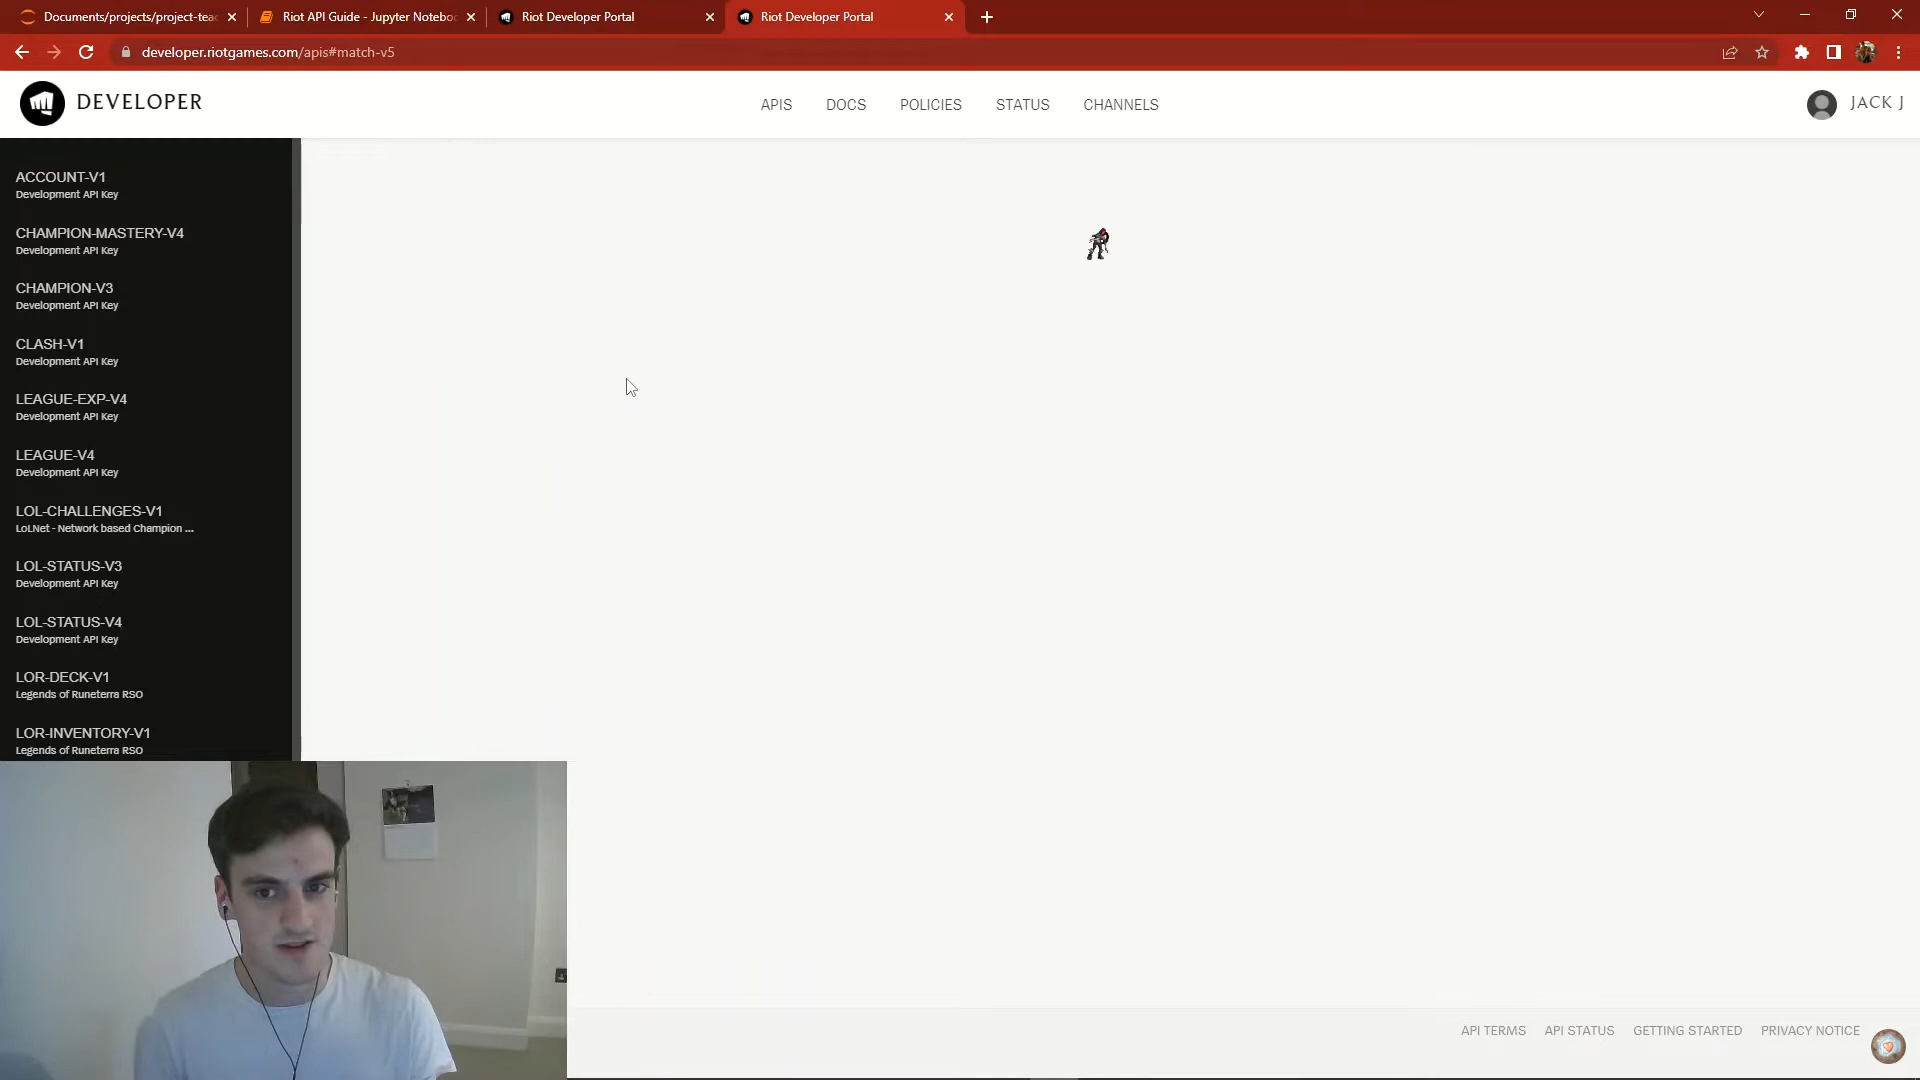 Documents/projects/project-tea
Riot API Guide - Jupyter Notebo
Riot Developer Portal
Riot Developer Portal
developer.riotgames.com/apis#match-v5
DEVELOPER
APIS
DOCS
POLICIES
STATUS
CHANNELS
JACK J
ACCOUNT-V1
Development API Key
CHAMPION-MASTERY-V4
Development API Key
CHAMPION-V3
Development API Key
CLASH-V1
Development API Key
LEAGUE-EXP-V4
Development API Key
LEAGUE-V4
Development API Key
LOL-CHALLENGES-V1
LoLNet - Network based Champion ...
LOL-STATUS-V3
Development API Key
LOL-STATUS-V4
Development API Key
LOR-DECK-V1
Legends of Runeterra RSO
LOR-INVENTORY-V1
Legends of Runeterra RSO
API TERMS
API STATUS
GETTING STARTED
PRIVACY NOTICE